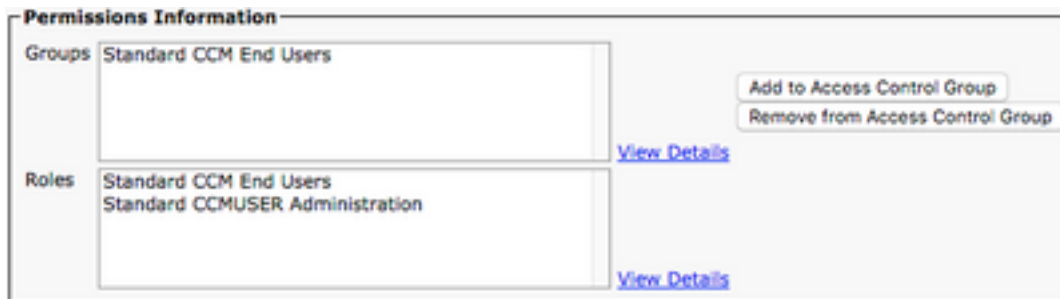 Permissions Information
Groups Standard CCM End Users
Add to Access Control Group
Remove from Access Control Group
View Details
Roles Standard CCM End Users
Standard CCMUSER Administration
View Details